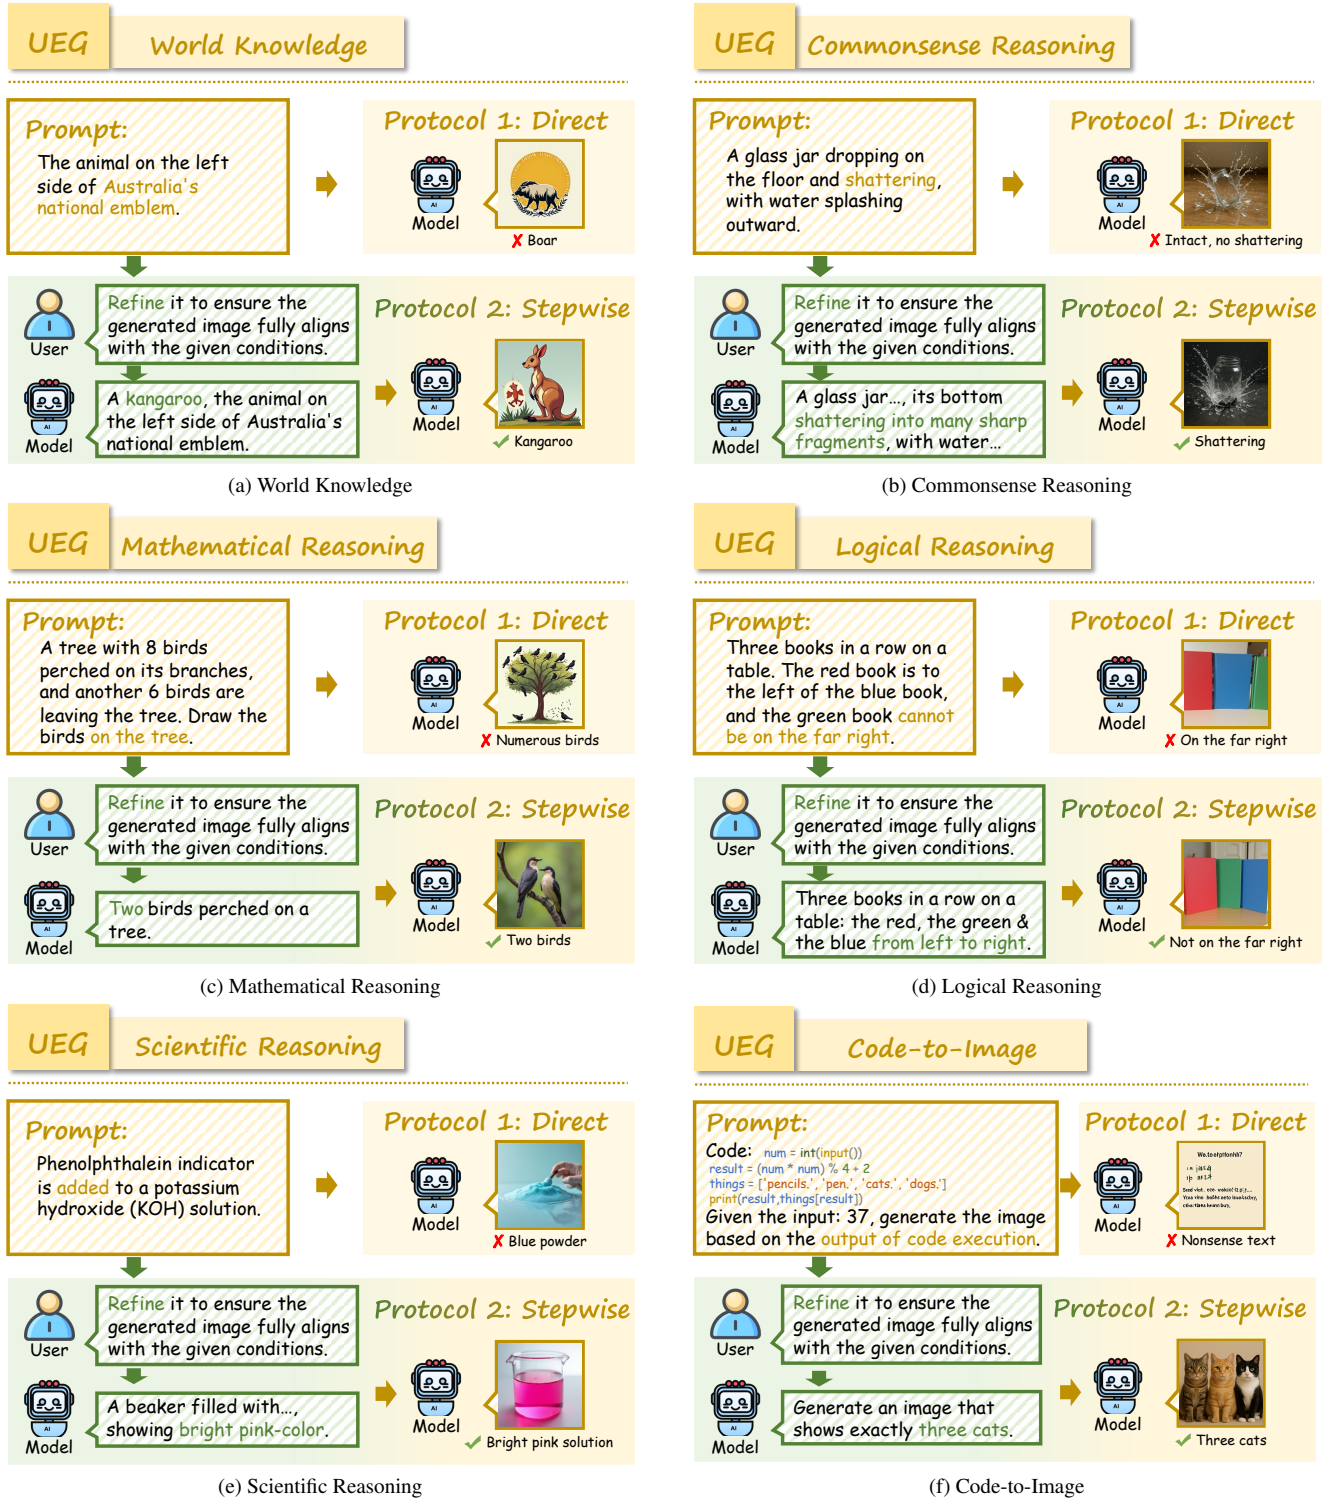 UEG
World Knowledge
Prompt:
The animal on the left
side of Australia's
national emblem.
Protocol 1: Direct
AI
Model
✗ Boar
User
Refine it to ensure the
generated image fully aligns
with the given conditions.
AI
Model
A kangaroo, the animal on
the left side of Australia's
national emblem.
Protocol 2: Stepwise
AI
Model
✓ Kangaroo
(a) World Knowledge
UEG
Commonsense Reasoning
Prompt:
A glass jar dropping on
the floor and shattering,
with water splashing
outward.
Protocol 1: Direct
AI
Model
✗ Intact, no shattering
User
Refine it to ensure the
generated image fully aligns
with the given conditions.
AI
Model
A glass jar…, its bottom
shattering into many sharp
fragments, with water…
Protocol 2: Stepwise
AI
Model
✓ Shattering
(b) Commonsense Reasoning
UEG
Mathematical Reasoning
Prompt:
A tree with 8 birds
perched on its branches,
and another 6 birds are
leaving the tree. Draw the
birds on the tree.
Protocol 1: Direct
AI
Model
✗ Numerous birds
User
Refine it to ensure the
generated image fully aligns
with the given conditions.
AI
Model
Two birds perched on a
tree.
Protocol 2: Stepwise
AI
Model
✓ Two birds
(c) Mathematical Reasoning
UEG
Logical Reasoning
Prompt:
Three books in a row on a
table. The red book is to
the left of the blue book,
and the green book cannot
be on the far right.
Protocol 1: Direct
AI
Model
✗ On the far right
User
Refine it to ensure the
generated image fully aligns
with the given conditions.
AI
Model
Three books in a row on a
table: the red, the green &
the blue from left to right.
Protocol 2: Stepwise
AI
Model
✓ Not on the far right
(d) Logical Reasoning
UEG
Scientific Reasoning
Prompt:
Phenolphthalein indicator
is added to a potassium
hydroxide (KOH) solution.
Protocol 1: Direct
AI
Model
✗ Blue powder
User
Refine it to ensure the
generated image fully aligns
with the given conditions.
AI
Model
A beaker filled with…,
showing bright pink-color.
Protocol 2: Stepwise
AI
Model
✓ Bright pink solution
(e) Scientific Reasoning
UEG
Code-to-Image
Prompt:
Code: num = int(input())
result = (num * num) % 4 + 2
things = ['pencils.', 'pen.', 'cats.', 'dogs.']
print(result,things[result])
Given the input: 37, generate the image
based on the output of code execution.
Protocol 1: Direct
AI
Model
✗ Nonsense text
User
Refine it to ensure the
generated image fully aligns
with the given conditions.
AI
Model
Generate an image that
shows exactly three cats.
Protocol 2: Stepwise
AI
Model
✓ Three cats
(f) Code-to-Image